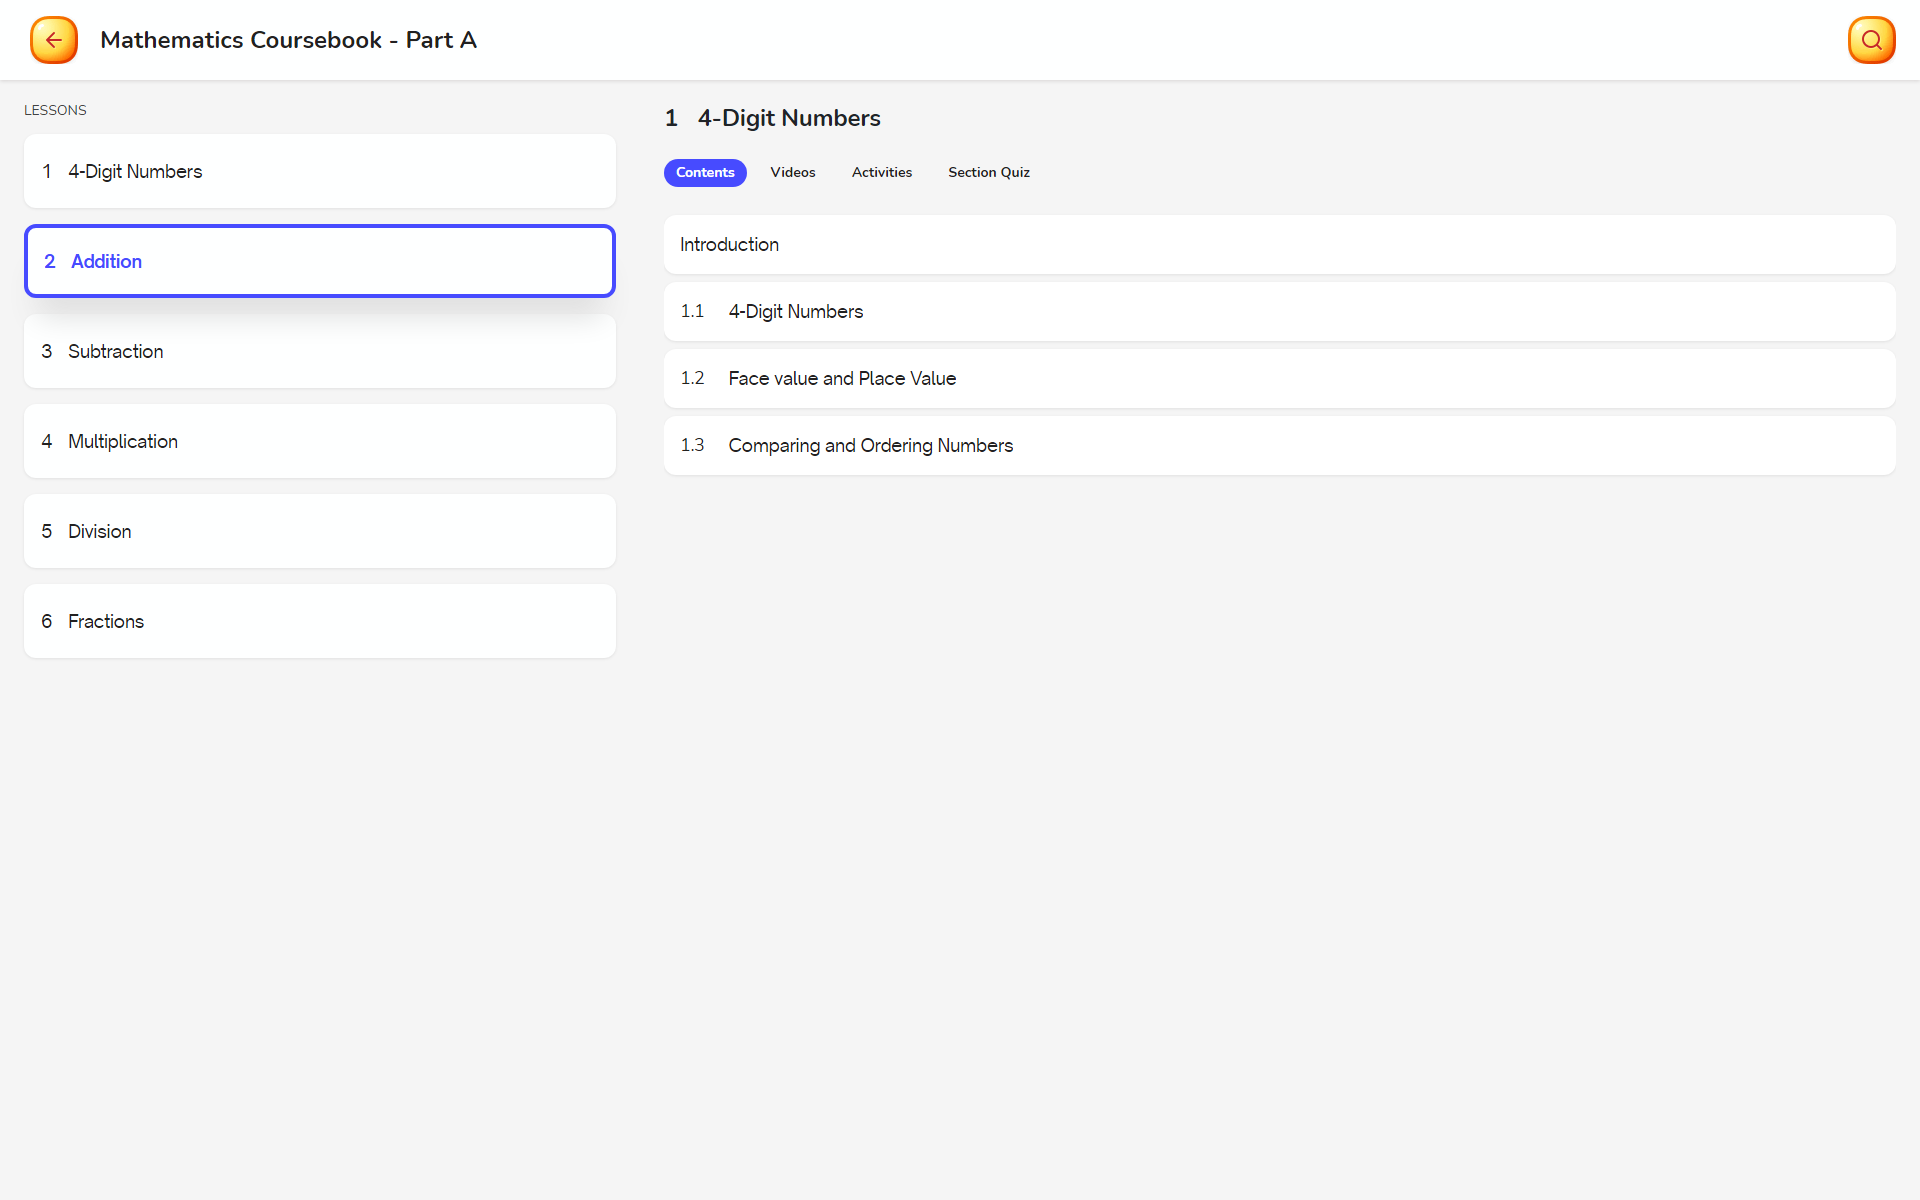 Mathematics Coursebook - Part A
LESSONS
1 4-Digit Numbers
2 Addition
3 Subtraction
4 Multiplication
5 Division
6 Fractions
1 4-Digit Numbers
Contents Videos Activities Section Quiz
Introduction
1.1 4-Digit Numbers
1.2 Face value and Place Value
1.3 Comparing and Ordering Numbers